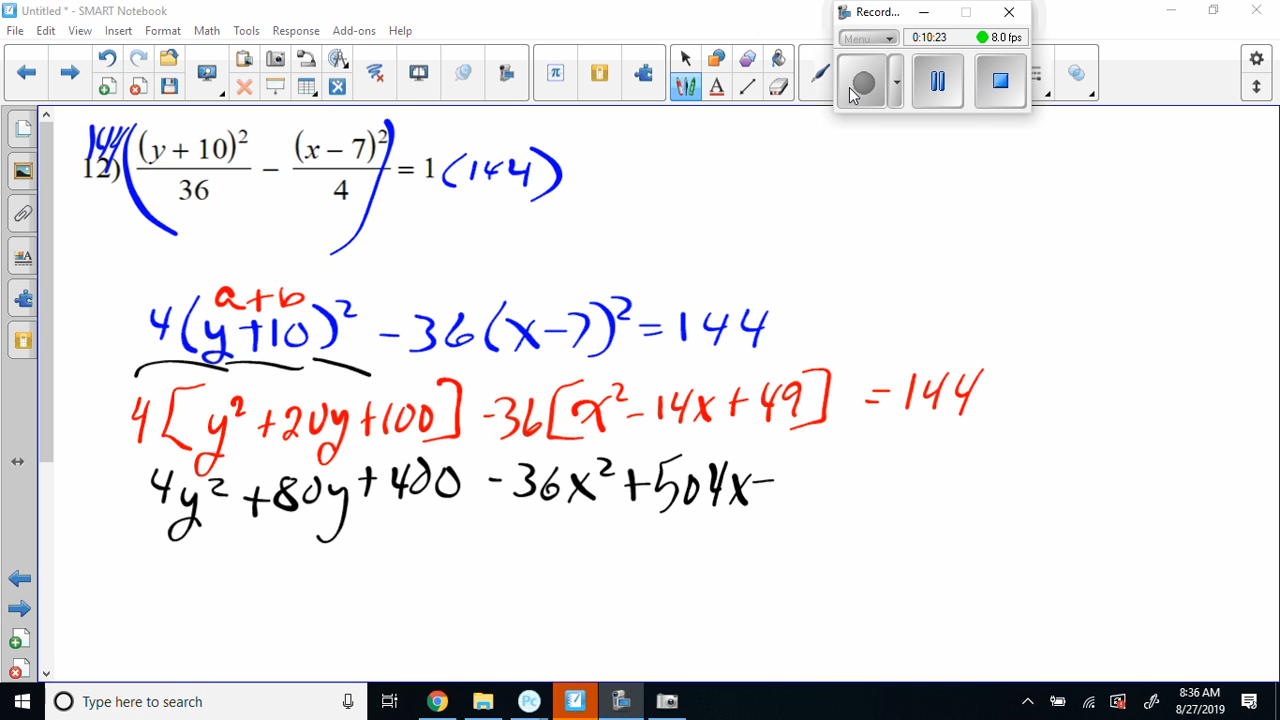 Untitled * - SMART Notebook
File Edit View Insert Format Math Tools Response Add-ons Help
Record...
Menu 0:10:23 8.0 fps
144
12) (y + 10)² / 36 − (x − 7)² / 4 = 1 (144)
a+b
4(y+10)² -36(x-7)² = 144
4[y²+20y+100] -36[x²-14x+49] = 144
4y² +80y+400 -36x² +504x-
Type here to search
8:36 AM
8/27/2019